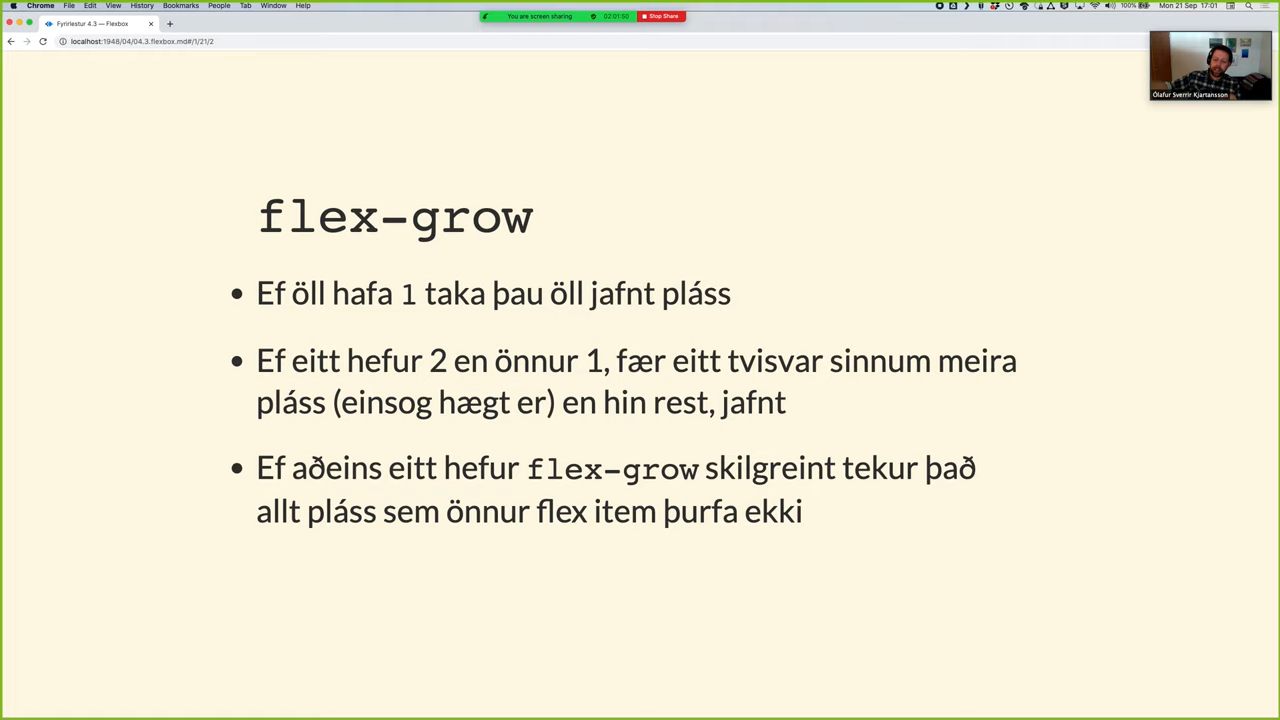 Chrome File Edit View History Bookmarks People Tab Window Help
You are screen sharing 02:01:50 Stop Share
100% Mon 21 Sep 17:01
Fyrirlestur 4.3 — Flexbox
localhost:1948/04/04.3.flexbox.md#/1/21/2
Ólafur Sverrir Kjartansson
flex-grow
• Ef öll hafa 1 taka þau öll jafnt pláss
• Ef eitt hefur 2 en önnur 1, fær eitt tvisvar sinnum meira
pláss (einsog hægt er) en hin rest, jafnt
• Ef aðeins eitt hefur flex-grow skilgreint tekur það
allt pláss sem önnur flex item þurfa ekki